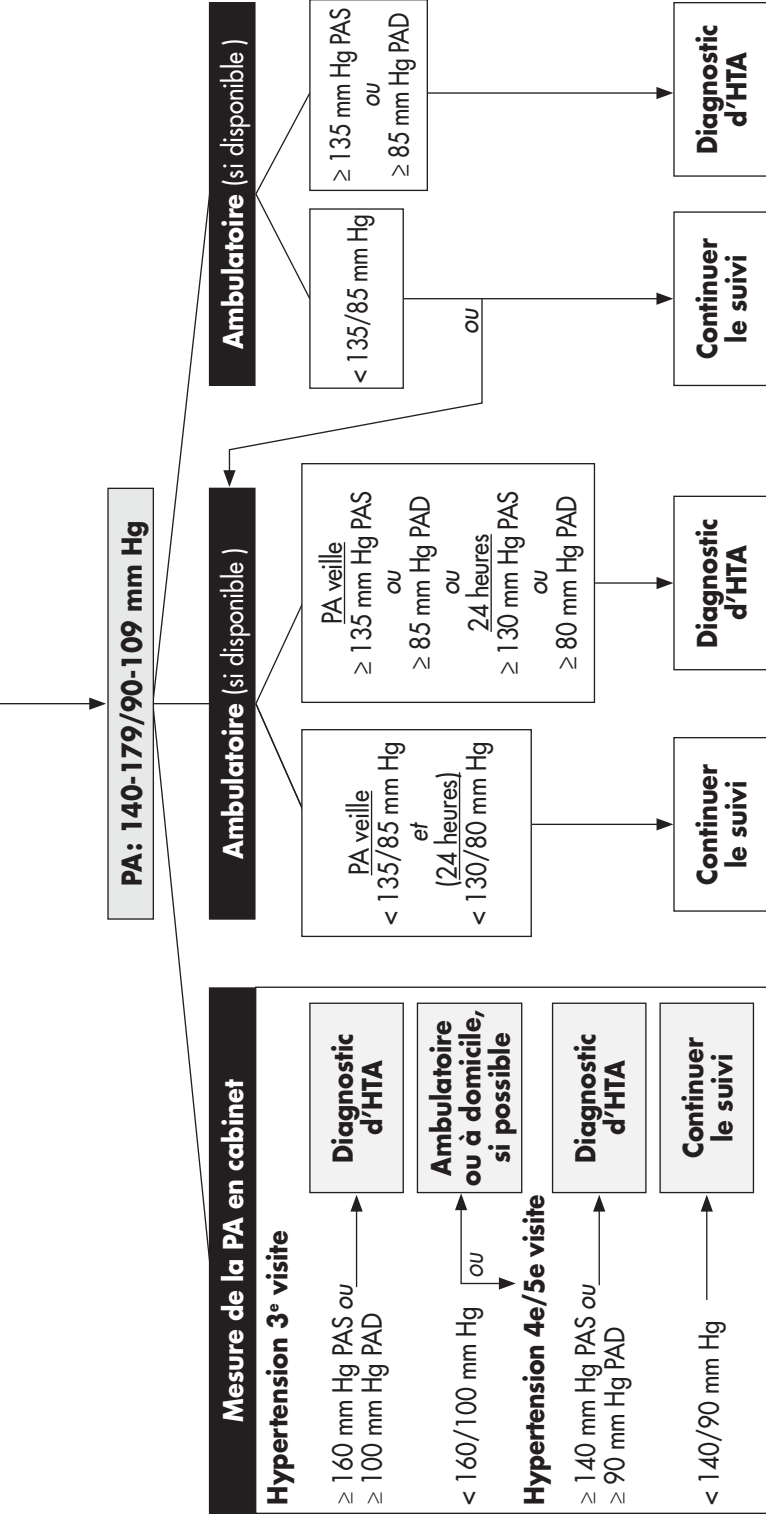 PA: 140-179/90-109 mm Hg
Mesure de la PA en cabinet
Hypertension 3e visite
≥ 160 mm Hg PAS ou
≥ 100 mm Hg PAD
Diagnostic
d'HTA
< 160/100 mm Hg
ou
Ambulatoire
ou à domicile,
si possible
Hypertension 4e/5e visite
≥ 140 mm Hg PAS ou
≥ 90 mm Hg PAD
Diagnostic
d'HTA
< 140/90 mm Hg
Continuer
le suivi
Ambulatoire (si disponible )
PA veille
< 135/85 mm Hg
et
(24 heures)
< 130/80 mm Hg
Continuer
le suivi
PA veille
≥ 135 mm Hg PAS
ou
≥ 85 mm Hg PAD
ou
24 heures
≥ 130 mm Hg PAS
ou
≥ 80 mm Hg PAD
Diagnostic
d'HTA
Ambulatoire (si disponible )
< 135/85 mm Hg
ou
Continuer
le suivi
≥ 135 mm Hg PAS
ou
≥ 85 mm Hg PAD
Diagnostic
d'HTA